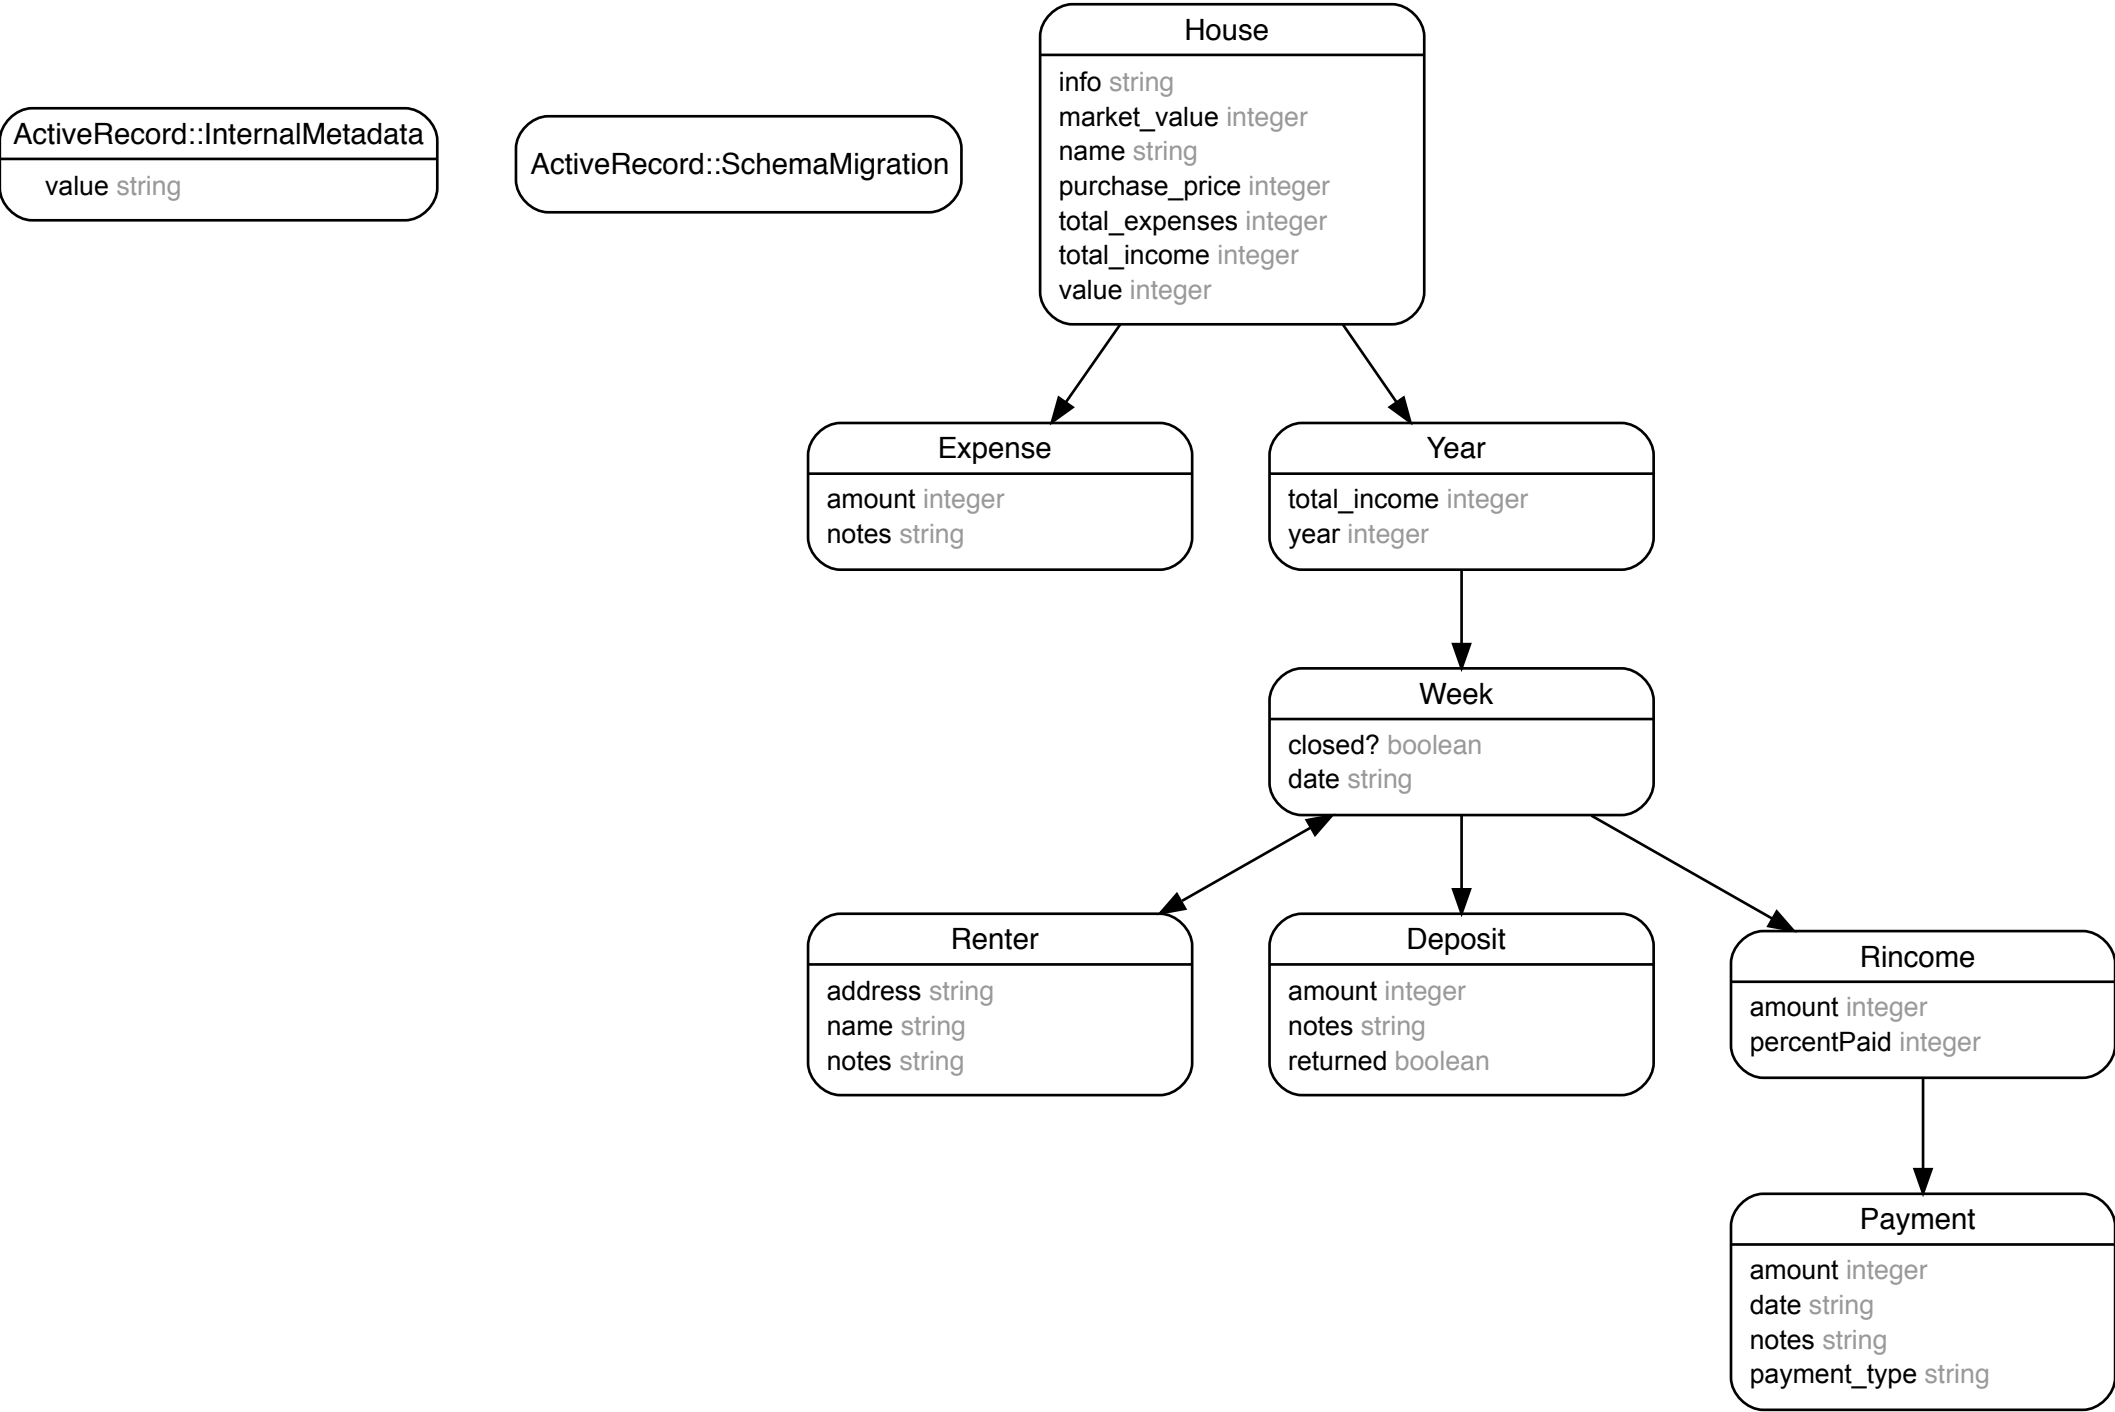 ActiveRecord::InternalMetadata
value string
ActiveRecord::SchemaMigration
House
info string
market_value integer
name string
purchase_price integer
total_expenses integer
total_income integer
value integer
Expense
amount integer
notes string
Year
total_income integer
year integer
Week
closed? boolean
date string
Renter
address string
name string
notes string
Deposit
amount integer
notes string
returned boolean
Rincome
amount integer
percentPaid integer
Payment
amount integer
date string
notes string
payment_type string